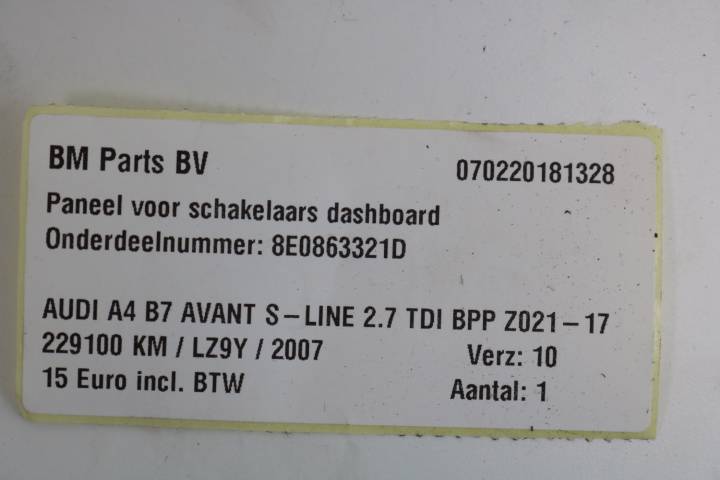 BM Parts BV 070220181328
Paneel voor schakelaars dashboard
Onderdeelnummer: 8E0863321D
AUDI A4 B7 AVANT S-LINE 2.7 TDI BPP Z021-17
229100 KM / LZ9Y / 2007 Verz: 10
15 Euro incl. BTW Aantal: 1